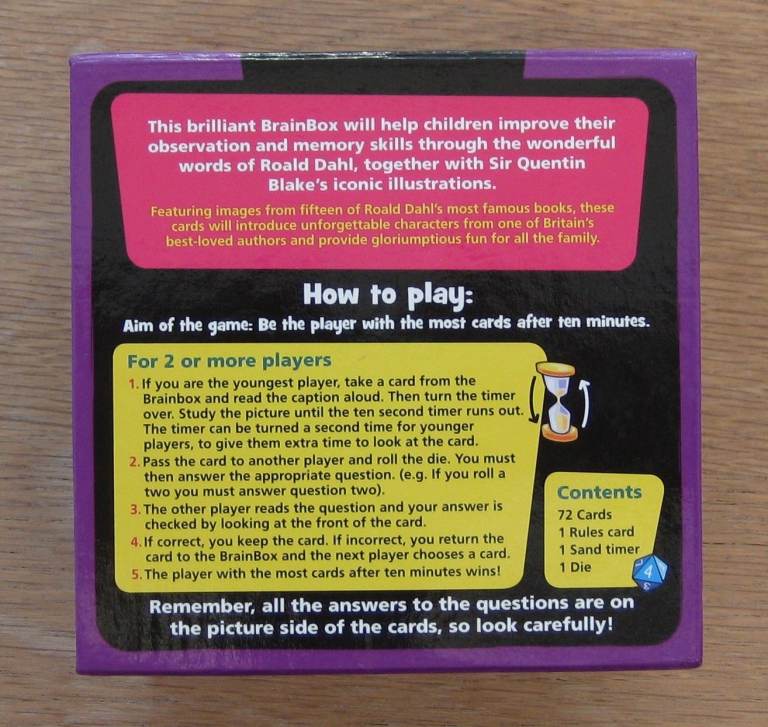 This brilliant BrainBox will help children improve their
observation and memory skills through the wonderful
words of Roald Dahl, together with Sir Quentin
Blake's iconic illustrations.
Featuring images from fifteen of Roald Dahl's most famous books, these
cards will introduce unforgettable characters from one of Britain's
best-loved authors and provide gloriumptious fun for all the family.
How to play:
Aim of the game: Be the player with the most cards after ten minutes.
For 2 or more players
1. If you are the youngest player, take a card from the
Brainbox and read the caption aloud. Then turn the timer
over. Study the picture until the ten second timer runs out.
The timer can be turned a second time for younger
players, to give them extra time to look at the card.
2. Pass the card to another player and roll the die. You must
then answer the appropriate question. (e.g. If you roll a
two you must answer question two).
3. The other player reads the question and your answer is
checked by looking at the front of the card.
4. If correct, you keep the card. If incorrect, you return the
card to the BrainBox and the next player chooses a card.
5. The player with the most cards after ten minutes wins!
Contents
72 Cards
1 Rules card
1 Sand timer
1 Die
4
Remember, all the answers to the questions are on
the picture side of the cards, so look carefully!